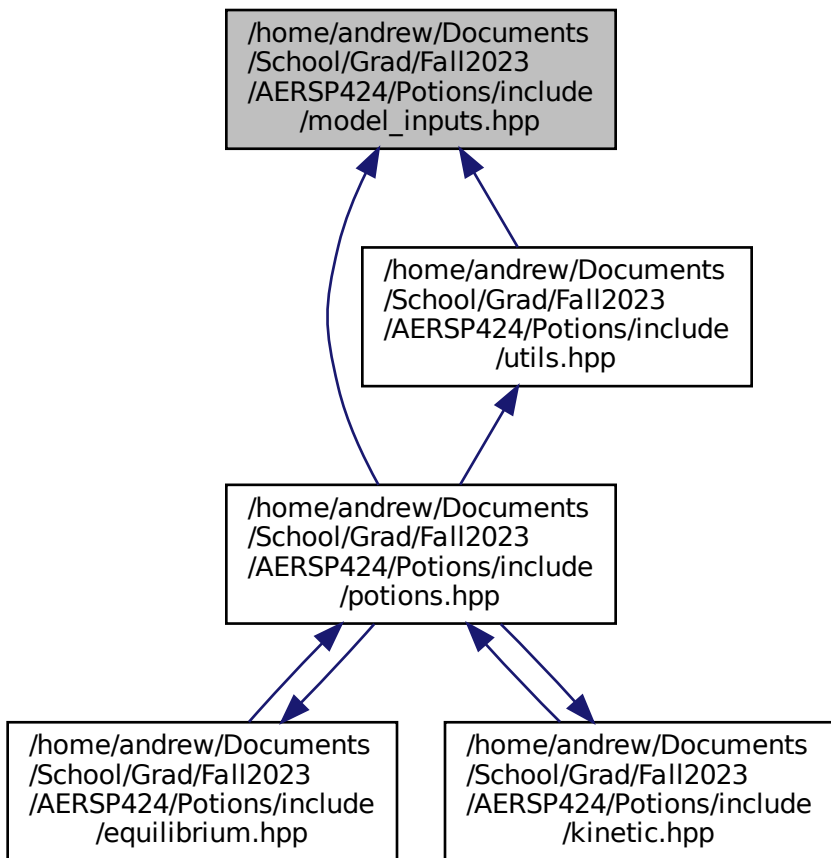 /home/andrew/Documents
/School/Grad/Fall2023
/AERSP424/Potions/include
/model_inputs.hpp
/home/andrew/Documents
/School/Grad/Fall2023
/AERSP424/Potions/include
/utils.hpp
/home/andrew/Documents
/School/Grad/Fall2023
/AERSP424/Potions/include
/potions.hpp
/home/andrew/Documents
/School/Grad/Fall2023
/AERSP424/Potions/include
/equilibrium.hpp
/home/andrew/Documents
/School/Grad/Fall2023
/AERSP424/Potions/include
/kinetic.hpp